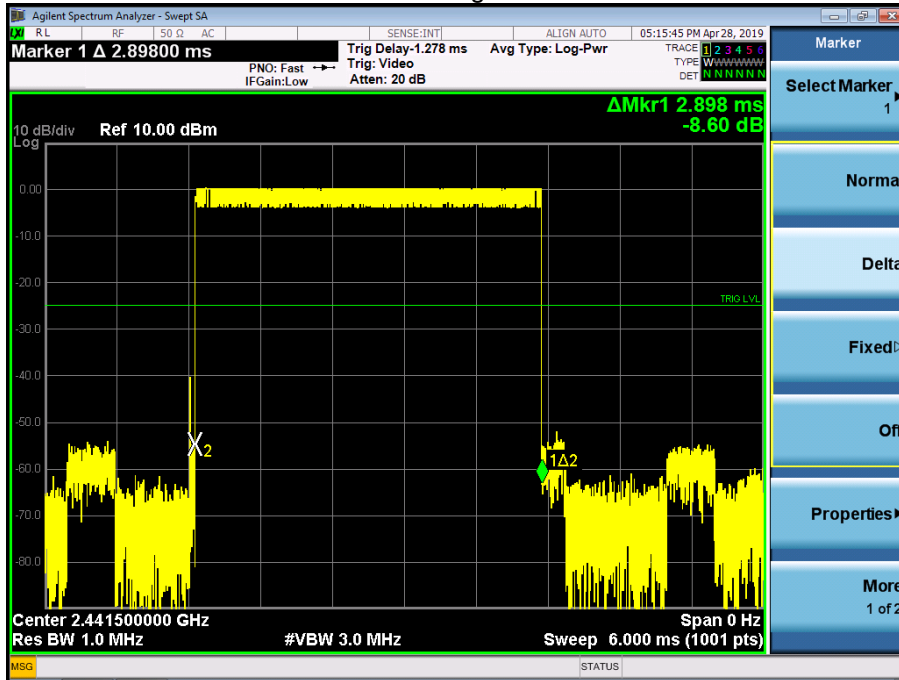 Agilent Spectrum Analyzer - Swept SA
LXI RL RF 50 Ω AC SENSE:INT ALIGN AUTO 05:15:45 PM Apr 28, 2019
Marker 1 Δ 2.89800 ms
Trig Delay-1.278 ms Avg Type: Log-Pwr TRACE 1 2 3 4 5 6
PNO: Fast Trig: Video TYPE WWWWWWW
IFGain:Low Atten: 20 dB DET N N N N N N
Marker
Select Marker
1
Norma
Delta
Fixed
Off
Properties
More
1 of 2
ΔMkr1 2.898 ms
-8.60 dB
10 dB/div Ref 10.00 dBm
Log
0.00
-10.0
-20.0
TRIG LVL
-30.0
-40.0
-50.0
X2
1Δ2
-60.0
-70.0
-80.0
Center 2.441500000 GHz Span 0 Hz
Res BW 1.0 MHz #VBW 3.0 MHz Sweep 6.000 ms (1001 pts)
MSG STATUS